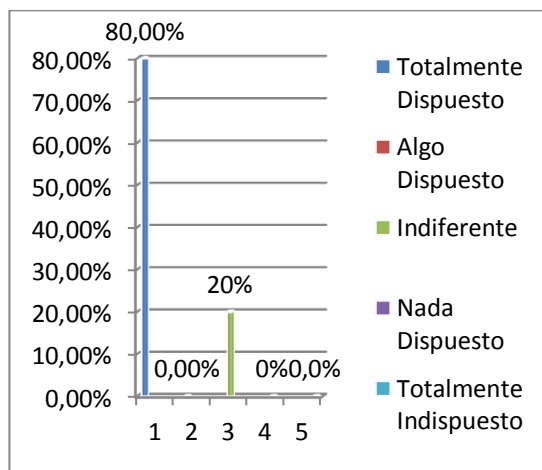 80,00%
80,00%
70,00%
60,00%
50,00%
40,00%
30,00%
20,00%
10,00%
0,00%
0,00%
20%
0%0,0%
1 2 3 4 5
Totalmente
Dispuesto
Algo
Dispuesto
Indiferente
Nada
Dispuesto
Totalmente
Indispuesto